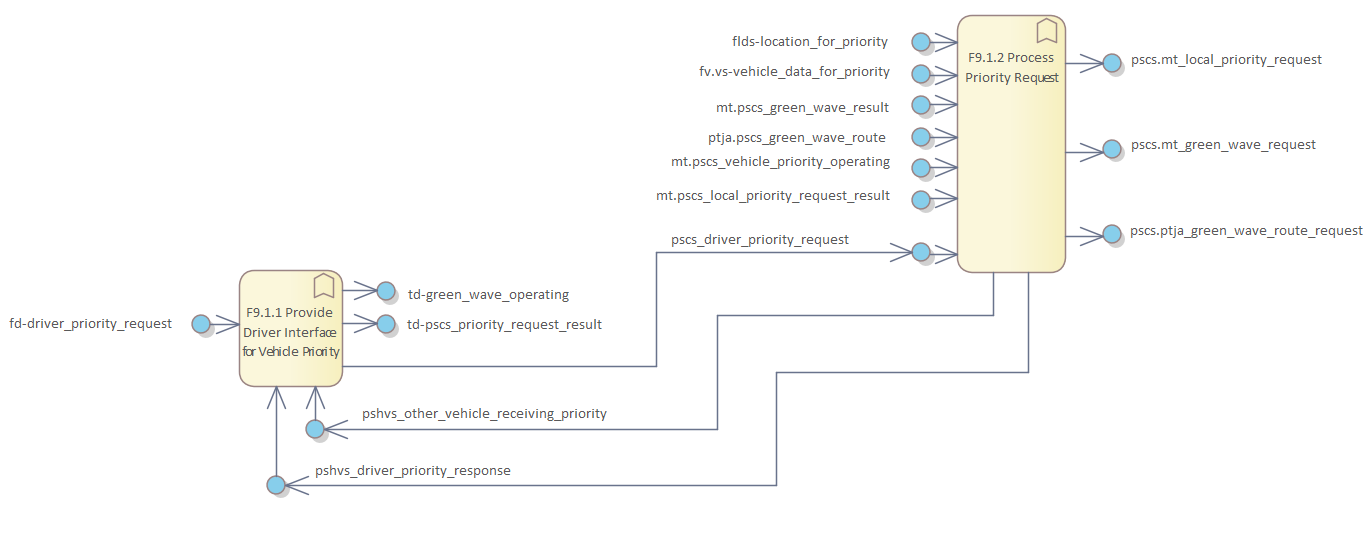 flds-location_for_priority
fv.vs-vehicle_data_for_priority
mt.pscs_green_wave_result
ptja.pscs_green_wave_route
mt.pscs_vehicle_priority_operating
mt.pscs_local_priority_request_result
pscs_driver_priority_request
F9.1.2 Process
Priority Request
pscs.mt_local_priority_request
pscs.mt_green_wave_request
pscs.ptja_green_wave_route_request
fd-driver_priority_request
F9.1.1 Provide
Driver Interface
for Vehicle Priority
td-green_wave_operating
td-pscs_priority_request_result
pshvs_other_vehicle_receiving_priority
pshvs_driver_priority_response